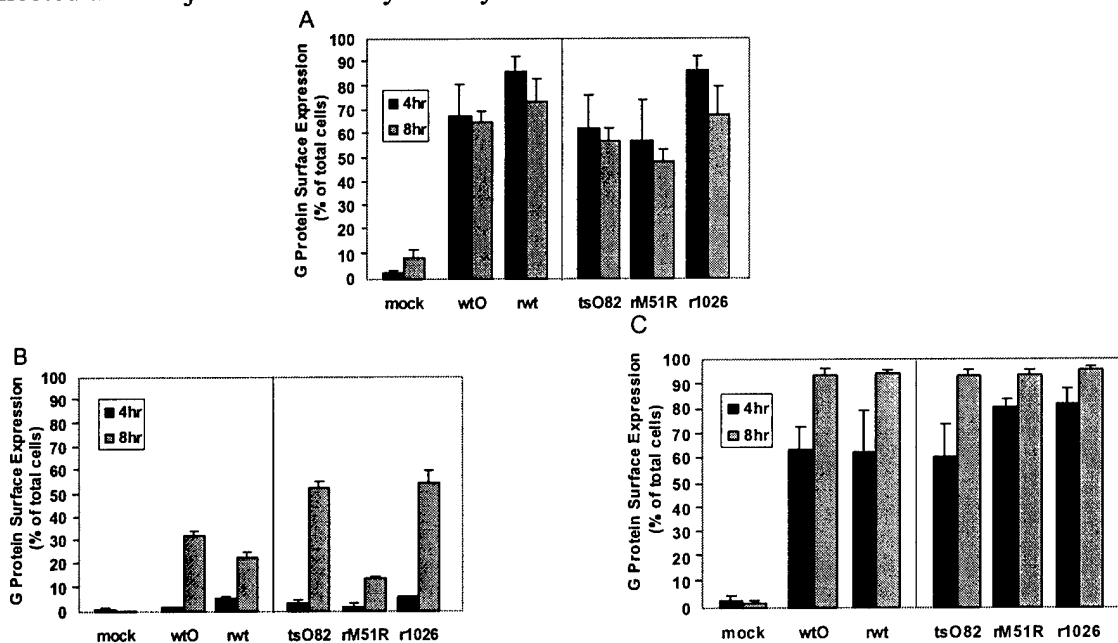 A
G Protein Surface Expression
(% of total cells)
100
90
80
70
60
50
40
30
20
10
0
4hr
8hr
mock wtO rwt tsO82 rM51R r1026
B
G Protein Surface Expression
(% of total cells)
100
90
80
70
60
50
40
30
20
10
0
4hr
8hr
mock wtO rwt tsO82 rM51R r1026
C
G Protein Surface Expression
(% of total cells)
100
90
80
70
60
50
40
30
20
10
0
4hr
8hr
mock wtO rwt tsO82 rM51R r1026